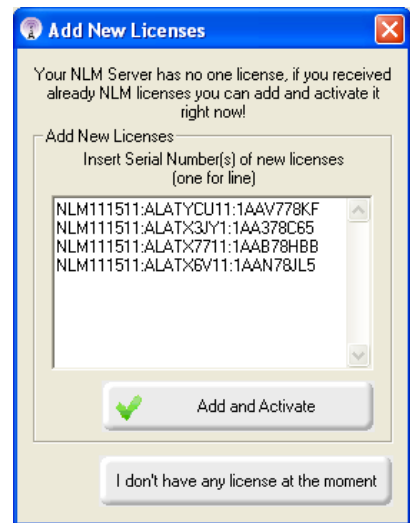 Add New Licenses
Your NLM Server has no one license, if you received
already NLM licenses you can add and activate it
right now!
Add New Licenses
Insert Serial Number(s) of new licenses
(one for line)
NLM111511:ALATYCU11:1AAV778KF
NLM111511:ALATX3JY1:1AA378C65
NLM111511:ALATX7711:1AAB78HBB
NLM111511:ALATX6V11:1AAN78JL5
Add and Activate
I don't have any license at the moment